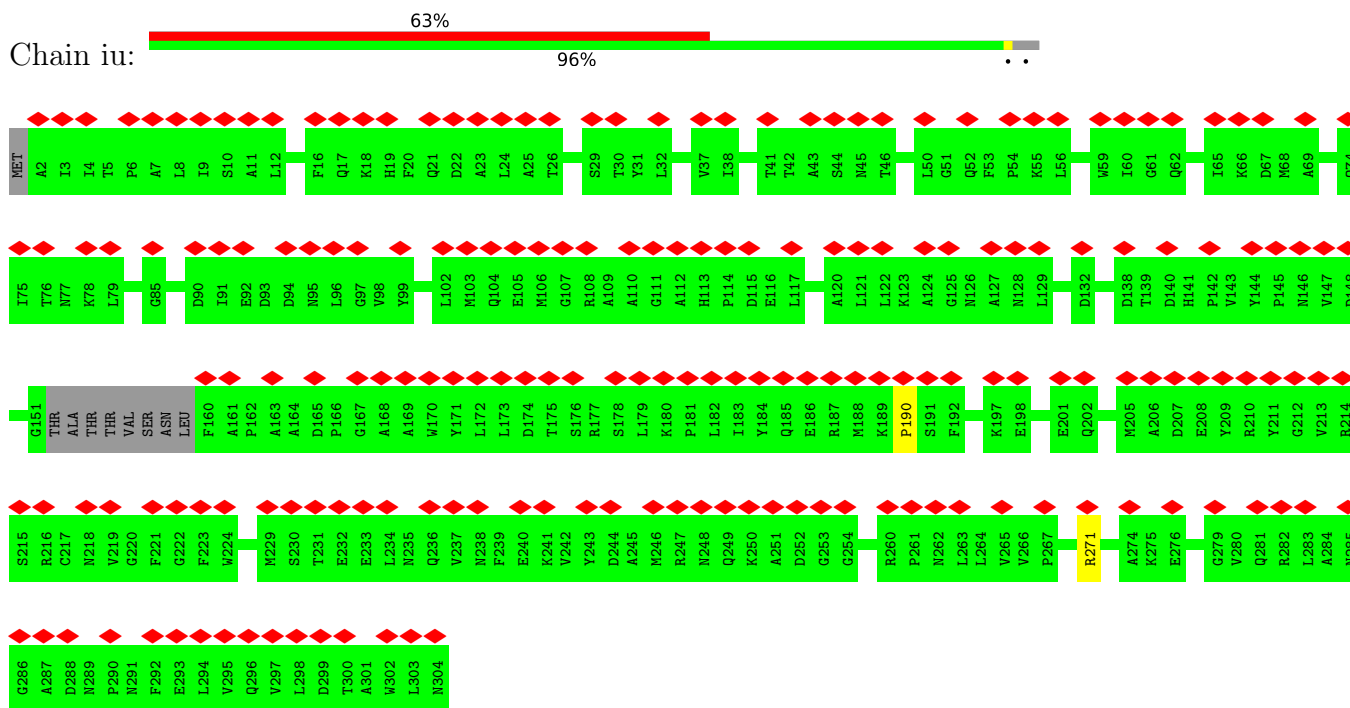 63%
Chain iu:
96%
MET A2 I3 I4 T5 P6 A7 L8 I9 S10 A11 L12 F16 Q17 K18 H19 F20 Q21 D22 A23 L24 A25 T26 S29 T30 Y31 L32 V37 I38 T41 T42 A43 S44 N45 T46 L50 G51 Q52 F53 P54 K55 L56 W59 I60 G61 Q62 I65 K66 D67 M68 A69
I75 T76 N77 K78 L79 G85 D90 I91 E92 D93 D94 N95 L96 G97 V98 Y99 L102 M103 Q104 E105 M106 G107 R108 A109 A110 G111 A112 H113 P114 D115 E116 L117 A120 L121 L122 K123 A124 G125 N126 A127 N128 L129 D132 D138 T139 D140 H141 P142 V143 Y144 P145 N146 V147
G151 THR ALA THR THR VAL SER ASN LEU F160 A161 P162 A163 A164 D165 P166 G167 A168 A169 W170 Y171 L172 L173 D174 T175 S176 R177 S178 L179 K180 P181 L182 I183 Y184 Q185 E186 R187 M188 K189 P190 S191 F192 K197 E198 E201 Q202 M205 A206 D207 E208 Y209 R210 Y211 G212 V213 R214
S215 R216 C217 N218 V219 G220 F221 G222 F223 W224 M229 S230 T231 E232 E233 L234 N235 Q236 V237 N238 F239 E240 K241 V242 Y243 D244 A245 M246 R247 N248 Q249 K250 A251 D252 G253 G254 R260 P261 N262 L263 L264 V265 V266 P267 R271 A274 K275 E276 G279 V280 Q281 R282 L283 A284
G286 A287 D288 N289 P290 N291 F292 E293 L294 V295 Q296 V297 L298 D299 T300 A301 W302 L303 N304